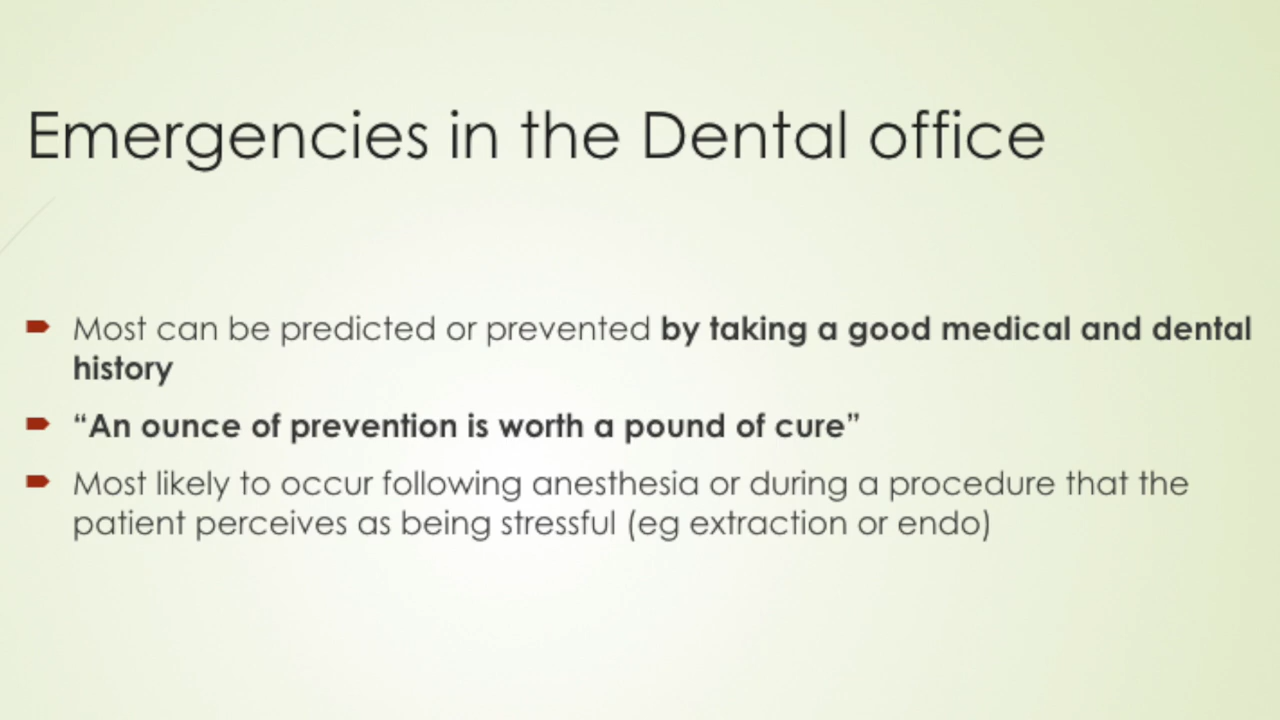 Emergencies in the Dental office
Most can be predicted or prevented by taking a good medical and dental
history
“An ounce of prevention is worth a pound of cure”
Most likely to occur following anesthesia or during a procedure that the
patient perceives as being stressful (eg extraction or endo)